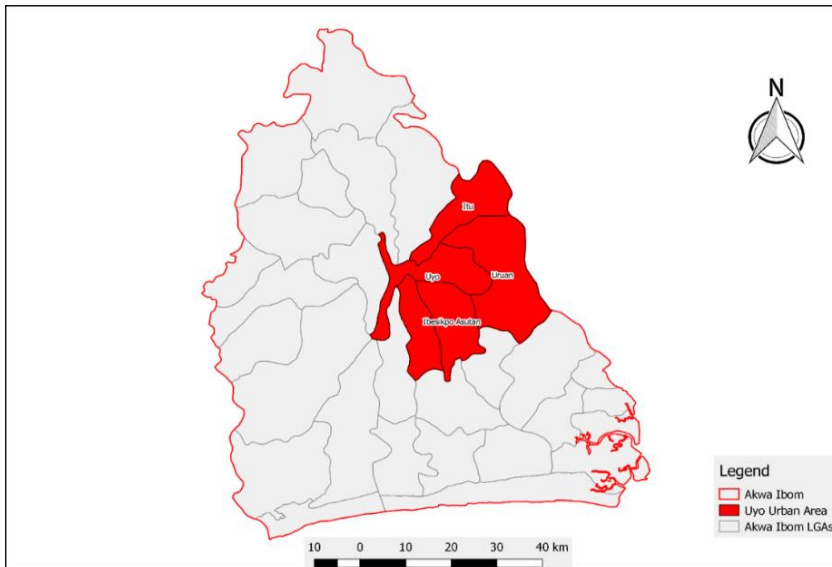 N
Itu
Uyo
Uruan
Ibesikpo Asutan
Legend
Akwa Ibom
Uyo Urban Area
Akwa Ibom LGAs
10 0 10 20 30 40 km